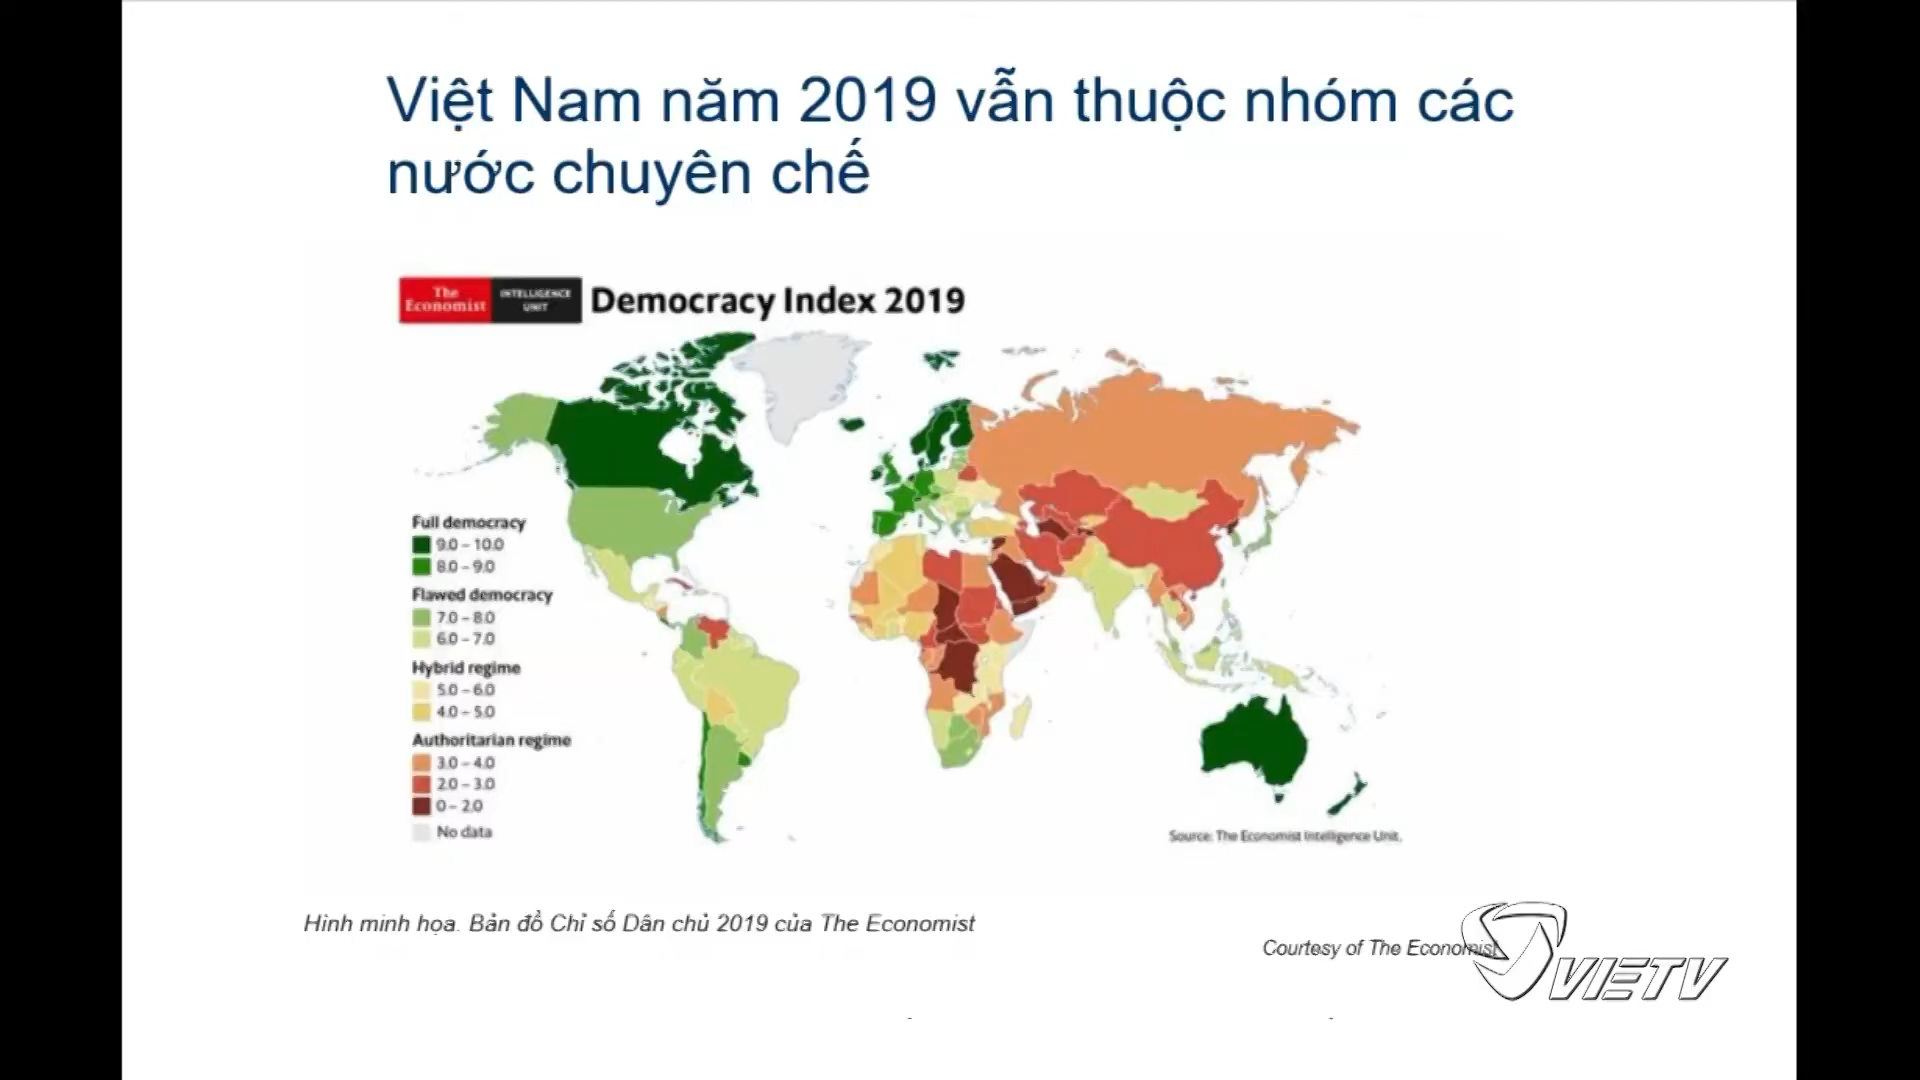 Việt Nam năm 2019 vẫn thuộc nhóm các
nước chuyên chế
The
Economist
INTELLIGENCE
UNIT
Democracy Index 2019
Full democracy
9.0 – 10.0
8.0 – 9.0
Flawed democracy
7.0 – 8.0
6.0 – 7.0
Hybrid regime
5.0 – 6.0
4.0 – 5.0
Authoritarian regime
3.0 – 4.0
2.0 – 3.0
0 – 2.0
No data
Source: The Economist Intelligence Unit.
Hình minh họa. Bản đồ Chỉ số Dân chủ 2019 của The Economist
Courtesy of The Economist
VIETV